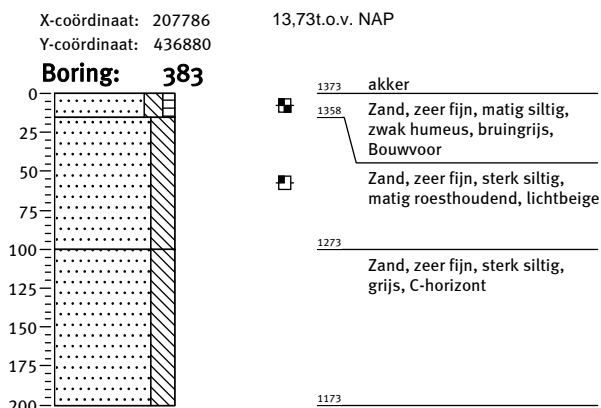 X-coördinaat: 207786
13,73t.o.v. NAP
Y-coördinaat: 436880
Boring: 383
0
25
50
75
100
125
150
175
200
1373 akker
1358 Zand, zeer fijn, matig siltig,
zwak humeus, bruingrijs,
Bouwvoor
Zand, zeer fijn, sterk siltig,
matig roesthoudend, lichtbeige
1273
Zand, zeer fijn, sterk siltig,
grijs, C-horizont
1173